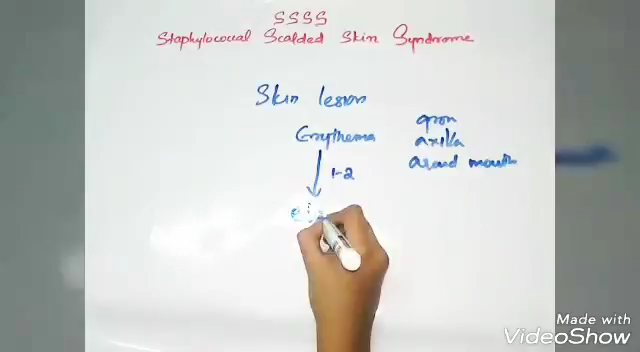 SSSS
Staphylococcal Scalded Skin Syndrome
Skin lesion
Erythema
groin
axilla
around mouth
1-2
Made with
VideoShow